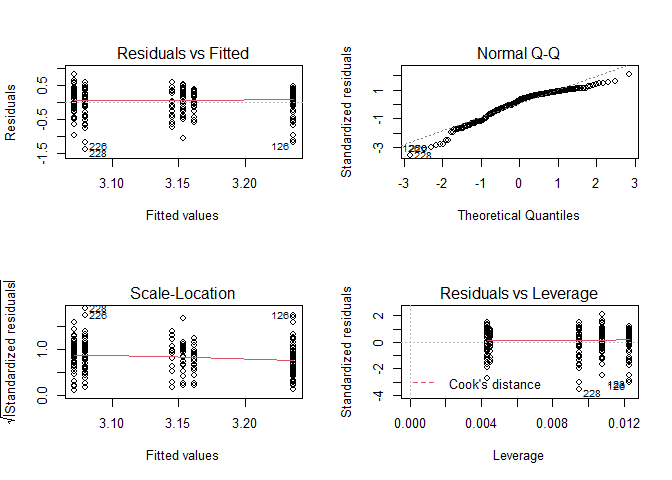 Residuals vs Fitted
Residuals
0.5
-0.5
-1.5
226
228
126
3.10 3.15 3.20
Fitted values
Normal Q-Q
Standardized residuals
1
-1
-3
228
-3 -2 -1 0 1 2 3
Theoretical Quantiles
Scale-Location
√|Standardized residuals|
1.0
0.0
228
226
126
3.10 3.15 3.20
Fitted values
Residuals vs Leverage
Standardized residuals
2
0
-2
-4
Cook's distance
228
0.000 0.004 0.008 0.012
Leverage